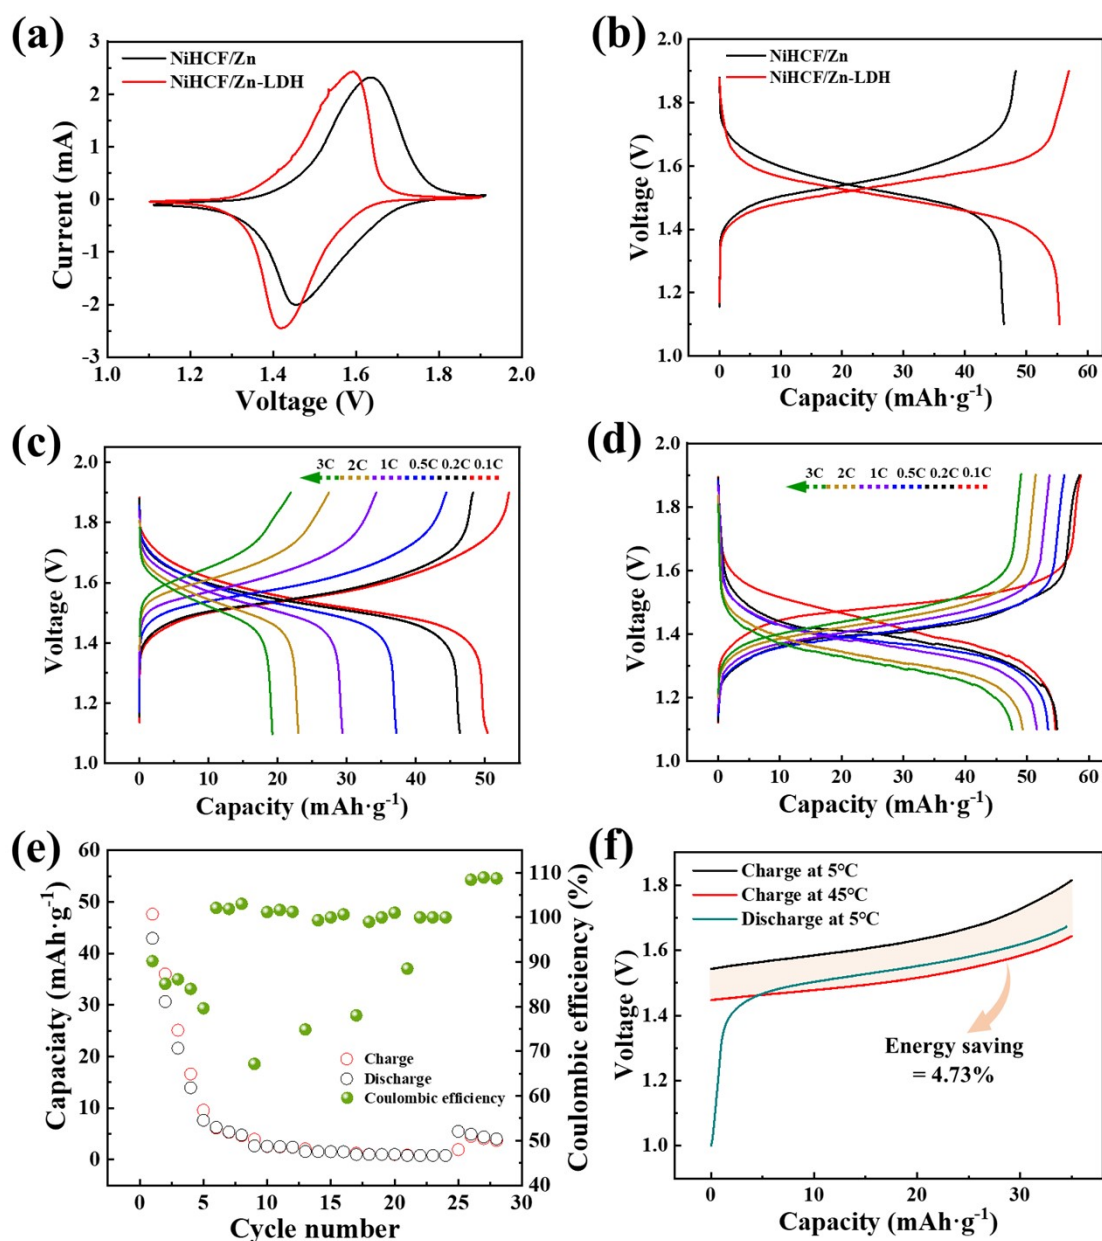 (a)
NiHCF/Zn
NiHCF/Zn-LDH
Current (mA)
3
2
1
0
-1
-2
-3
1.0 1.2 1.4 1.6 1.8 2.0
Voltage (V)
(b)
NiHCF/Zn
NiHCF/Zn-LDH
Voltage (V)
2.0
1.8
1.6
1.4
1.2
1.0
0 10 20 30 40 50 60
Capacity (mAh·g⁻¹)
(c)
3C 2C 1C 0.5C 0.2C 0.1C
Voltage (V)
2.0
1.8
1.6
1.4
1.2
1.0
0 10 20 30 40 50
Capacity (mAh·g⁻¹)
(d)
3C 2C 1C 0.5C 0.2C 0.1C
Voltage (V)
2.0
1.8
1.6
1.4
1.2
1.0
0 10 20 30 40 50 60
Capacity (mAh·g⁻¹)
(e)
Capaciaty (mAh·g⁻¹)
60
50
40
30
20
10
0
Charge
Discharge
Coulombic efficiency
110
100
90
80
70
60
50
40
Coulombic efficiency (%)
0 5 10 15 20 25 30
Cycle number
(f)
Charge at 5°C
Charge at 45°C
Discharge at 5°C
Voltage (V)
1.8
1.6
1.4
1.2
1.0
Energy saving
= 4.73%
0 10 20 30
Capacity (mAh·g⁻¹)